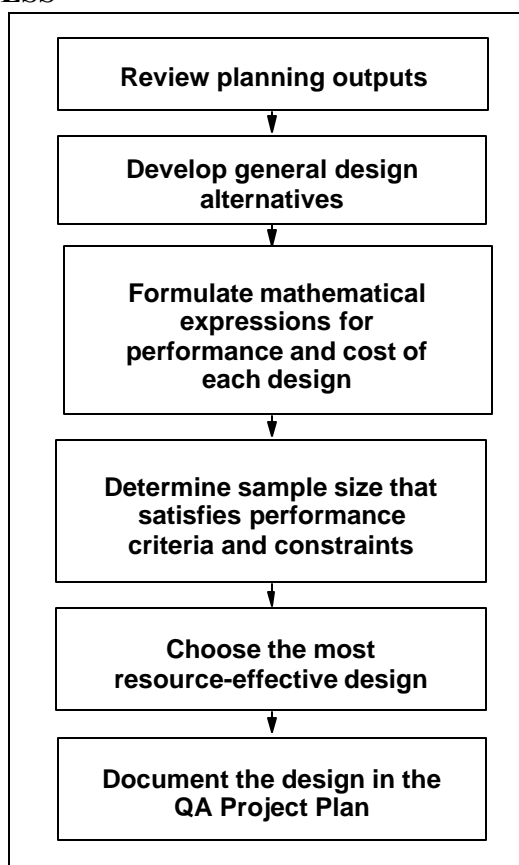 Review planning outputs
Develop general design
alternatives
Formulate mathematical
expressions for
performance and cost of
each design
Determine sample size that
satisfies performance
criteria and constraints
Choose the most
resource-effective design
Document the design in the
QA Project Plan